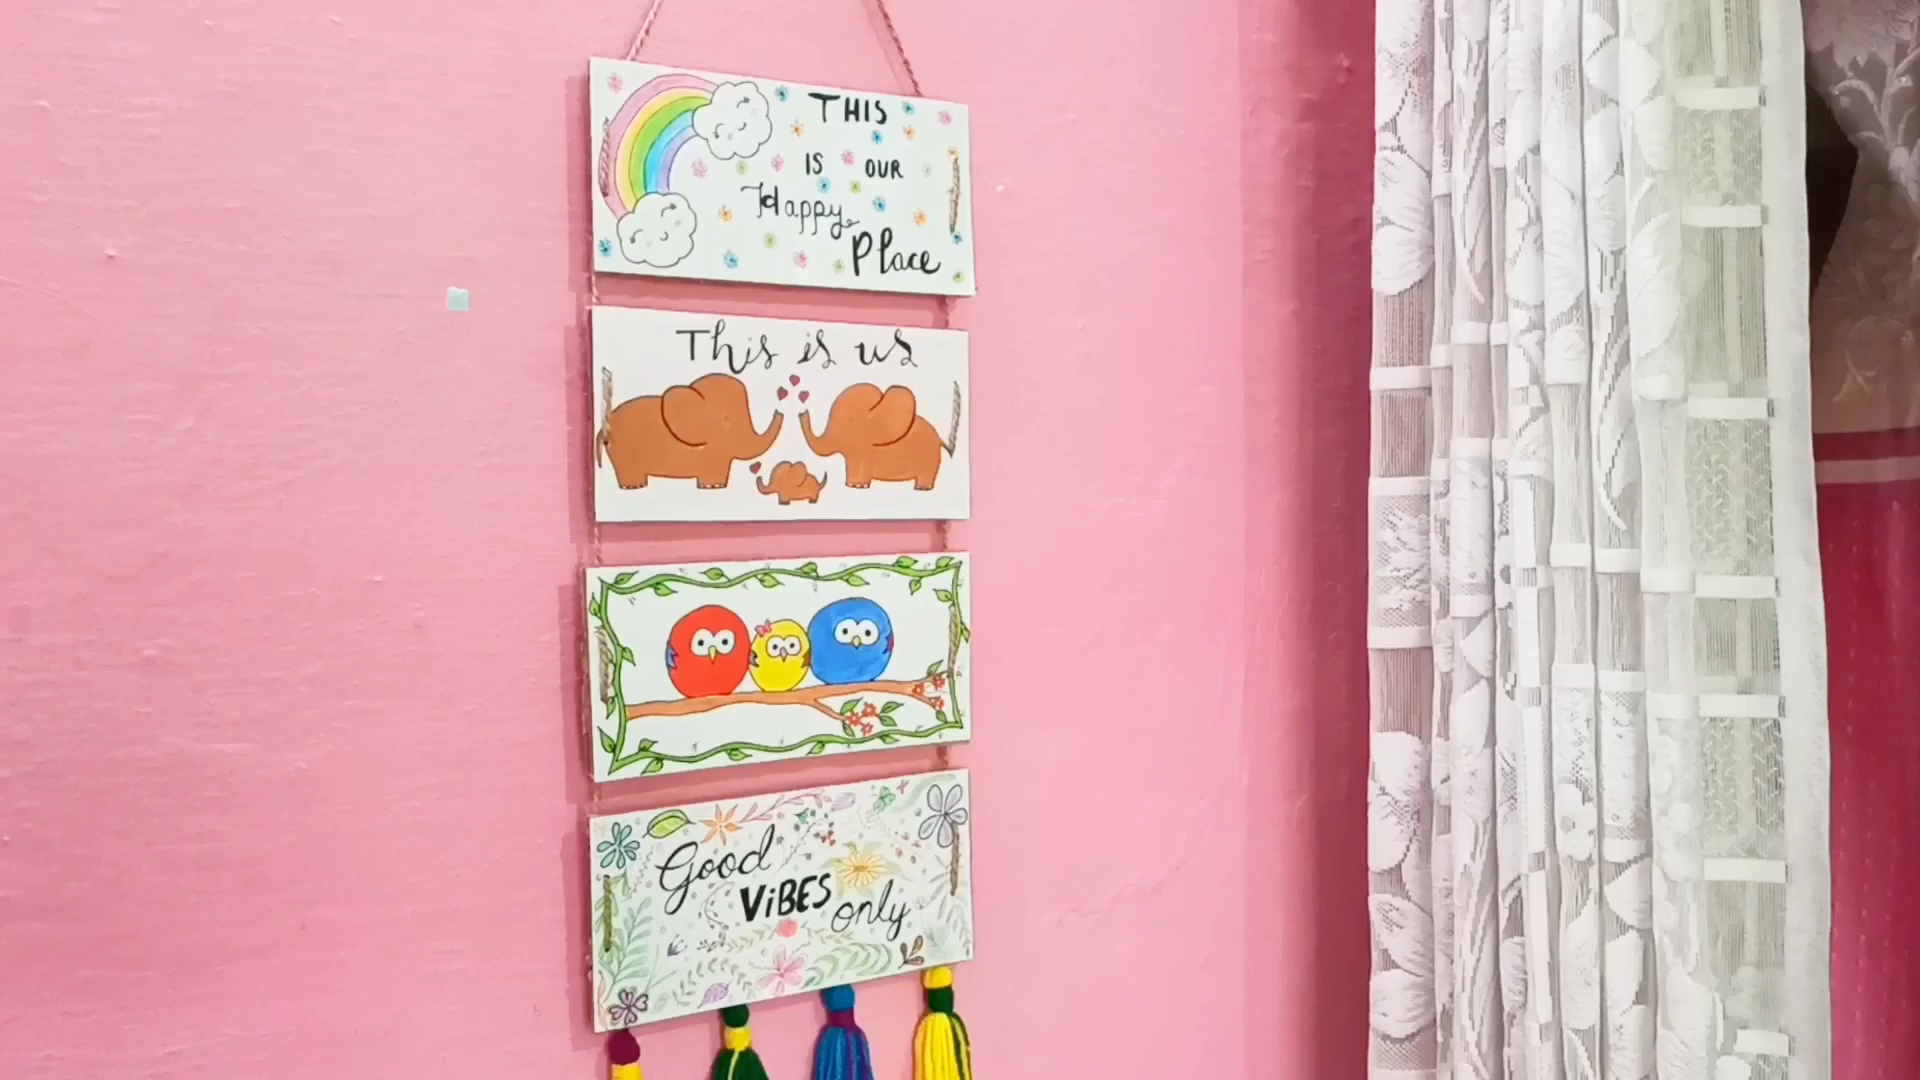 THIS
IS OUR
Happy
Place
This is us
Good
ViBES
only